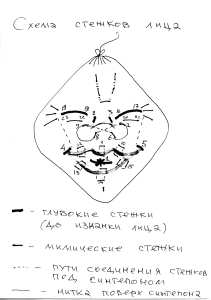 Схема стежков лица
- глубокие стежки
(до изнанки лица)
- мимические стежки
- пути соединения стежков
под синтепоном
- нитка поверх синтепона